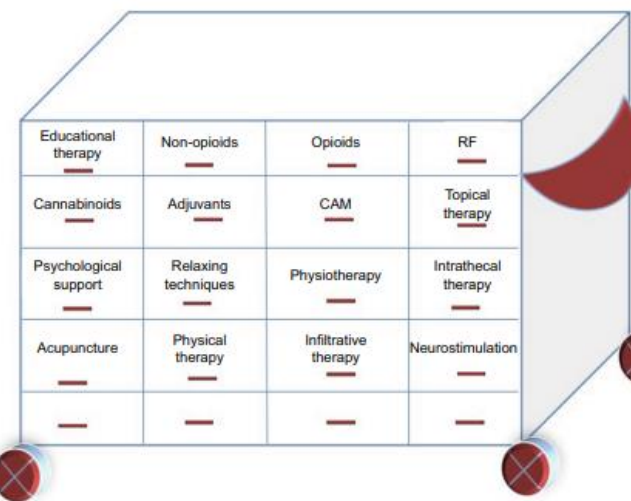 Educational
therapy
Non-opioids
Opioids
RF
Cannabinoids
Adjuvants
CAM
Topical
therapy
Psychological
support
Relaxing
techniques
Physiotherapy
Intrathecal
therapy
Acupuncture
Physical
therapy
Infiltrative
therapy
Neurostimulation